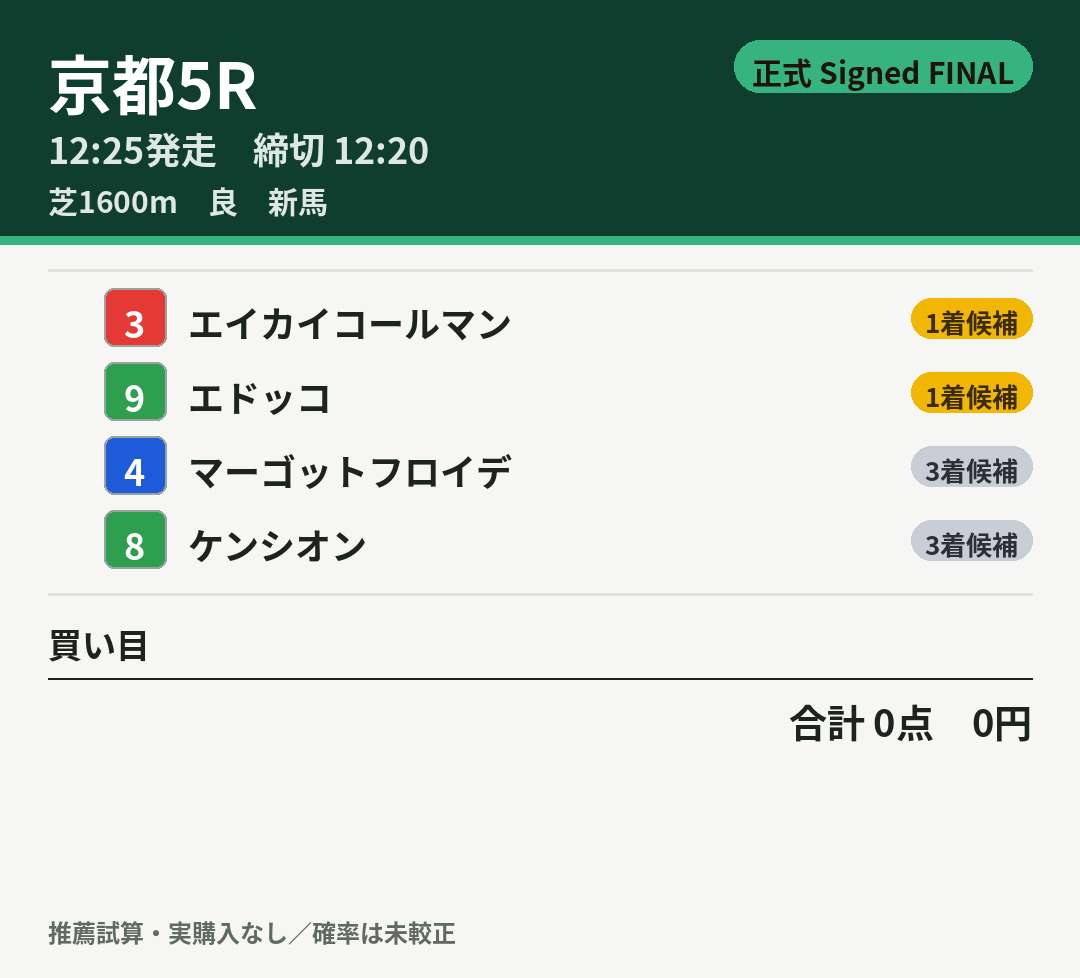 京都5R
正式 Signed FINAL
12:25発走　締切 12:20
芝1600m　良　新馬
3 エイカイコールマン 1着候補
9 エドッコ 1着候補
4 マーゴットフロイデ 3着候補
8 ケンシオン 3着候補
買い目
合計 0点　0円
推薦試算・実購入なし／確率は未較正